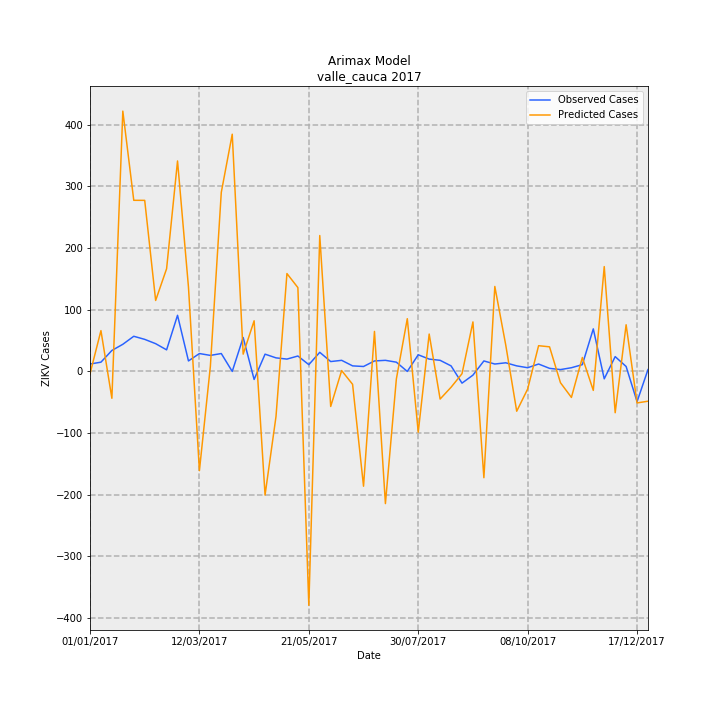 Arimax Model
valle_cauca 2017
Observed Cases
Predicted Cases
ZIKV Cases
400
300
200
100
0
−100
−200
−300
−400
01/01/2017
12/03/2017
21/05/2017
30/07/2017
08/10/2017
17/12/2017
Date